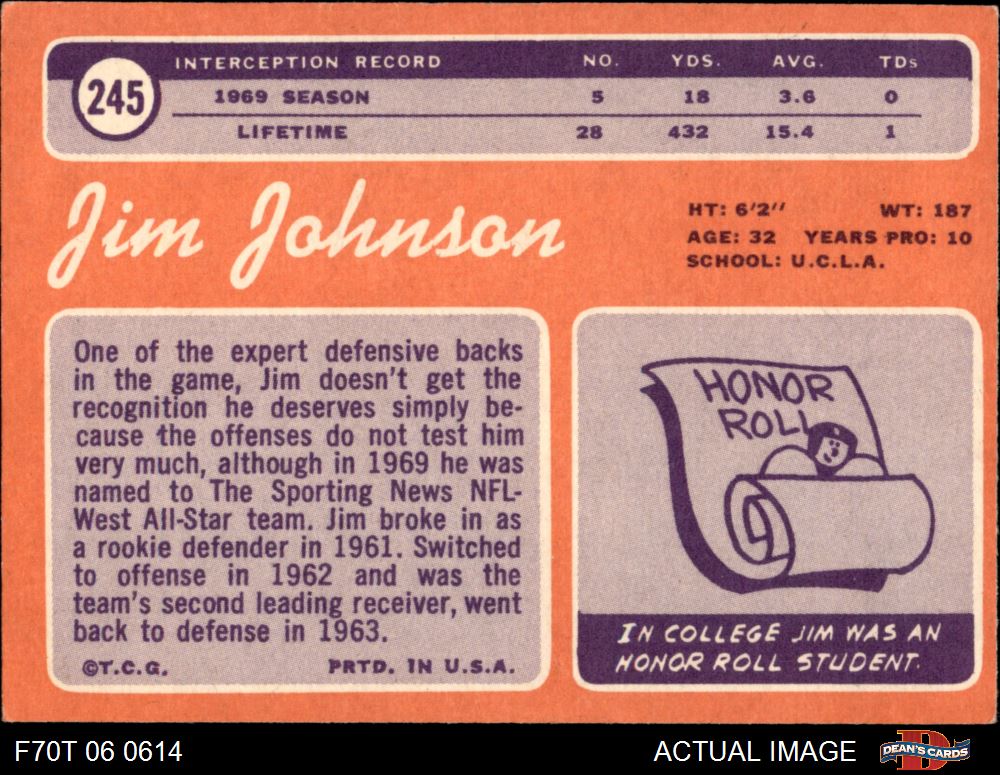 245
INTERCEPTION RECORD NO. YDS. AVG. TDs
1969 SEASON 5 18 3.6 0
LIFETIME 28 432 15.4 1
Jim Johnson
HT: 6'2'' WT: 187
AGE: 32 YEARS PRO: 10
SCHOOL: U.C.L.A.
One of the expert defensive backs
in the game, Jim doesn't get the
recognition he deserves simply be-
cause the offenses do not test him
very much, although in 1969 he was
named to The Sporting News NFL-
West All-Star team. Jim broke in as
a rookie defender in 1961. Switched
to offense in 1962 and was the
team's second leading receiver, went
back to defense in 1963.
©T.C.G. PRTD. IN U.S.A.
HONOR
ROLL
IN COLLEGE JIM WAS AN
HONOR ROLL STUDENT.
F70T 06 0614 ACTUAL IMAGE DEAN'S CARDS